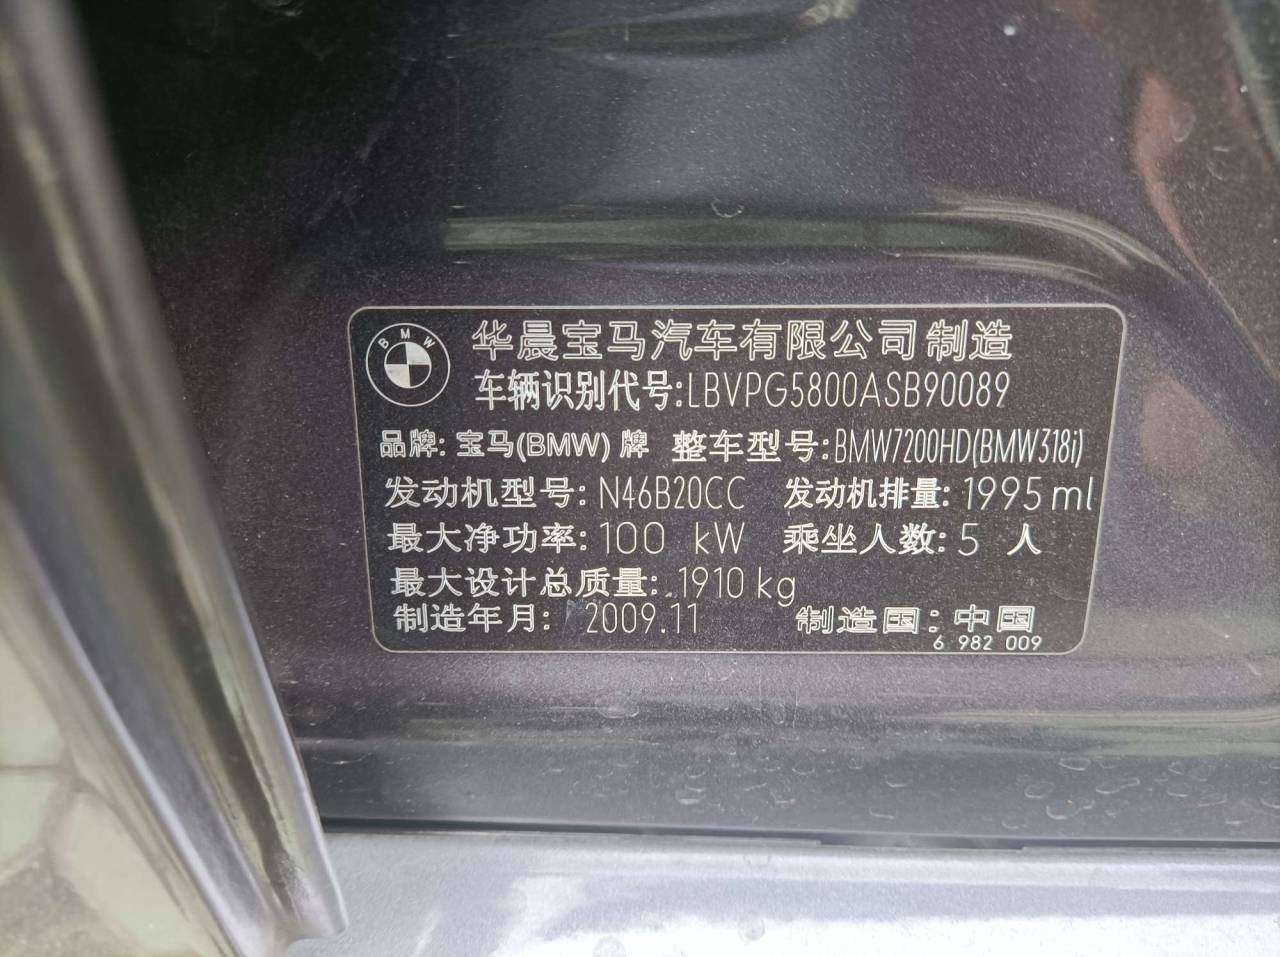 BMW
华晨宝马汽车有限公司制造
车辆识别代号:LBVPG5800ASB90089
品牌: 宝马(BMW) 牌 整车型号:BMW7200HD(BMW318i)
发动机型号: N46B20CC 发动机排量: 1995 ml
最大净功率: 100 kW 乘坐人数: 5 人
最大设计总质量: 1910 kg
制造年月: 2009.11 制造国: 中国
6 982 009